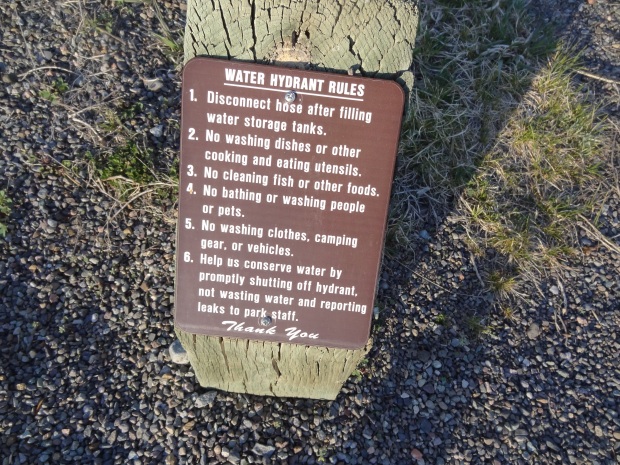 WATER HYDRANT RULES
1. Disconnect hose after filling
water storage tanks.
2. No washing dishes or other
cooking and eating utensils.
3. No cleaning fish or other foods.
4. No bathing or washing people
or pets.
5. No washing clothes, camping
gear, or vehicles.
6. Help us conserve water by
promptly shutting off hydrant,
not wasting water and reporting
leaks to park staff.
Thank You